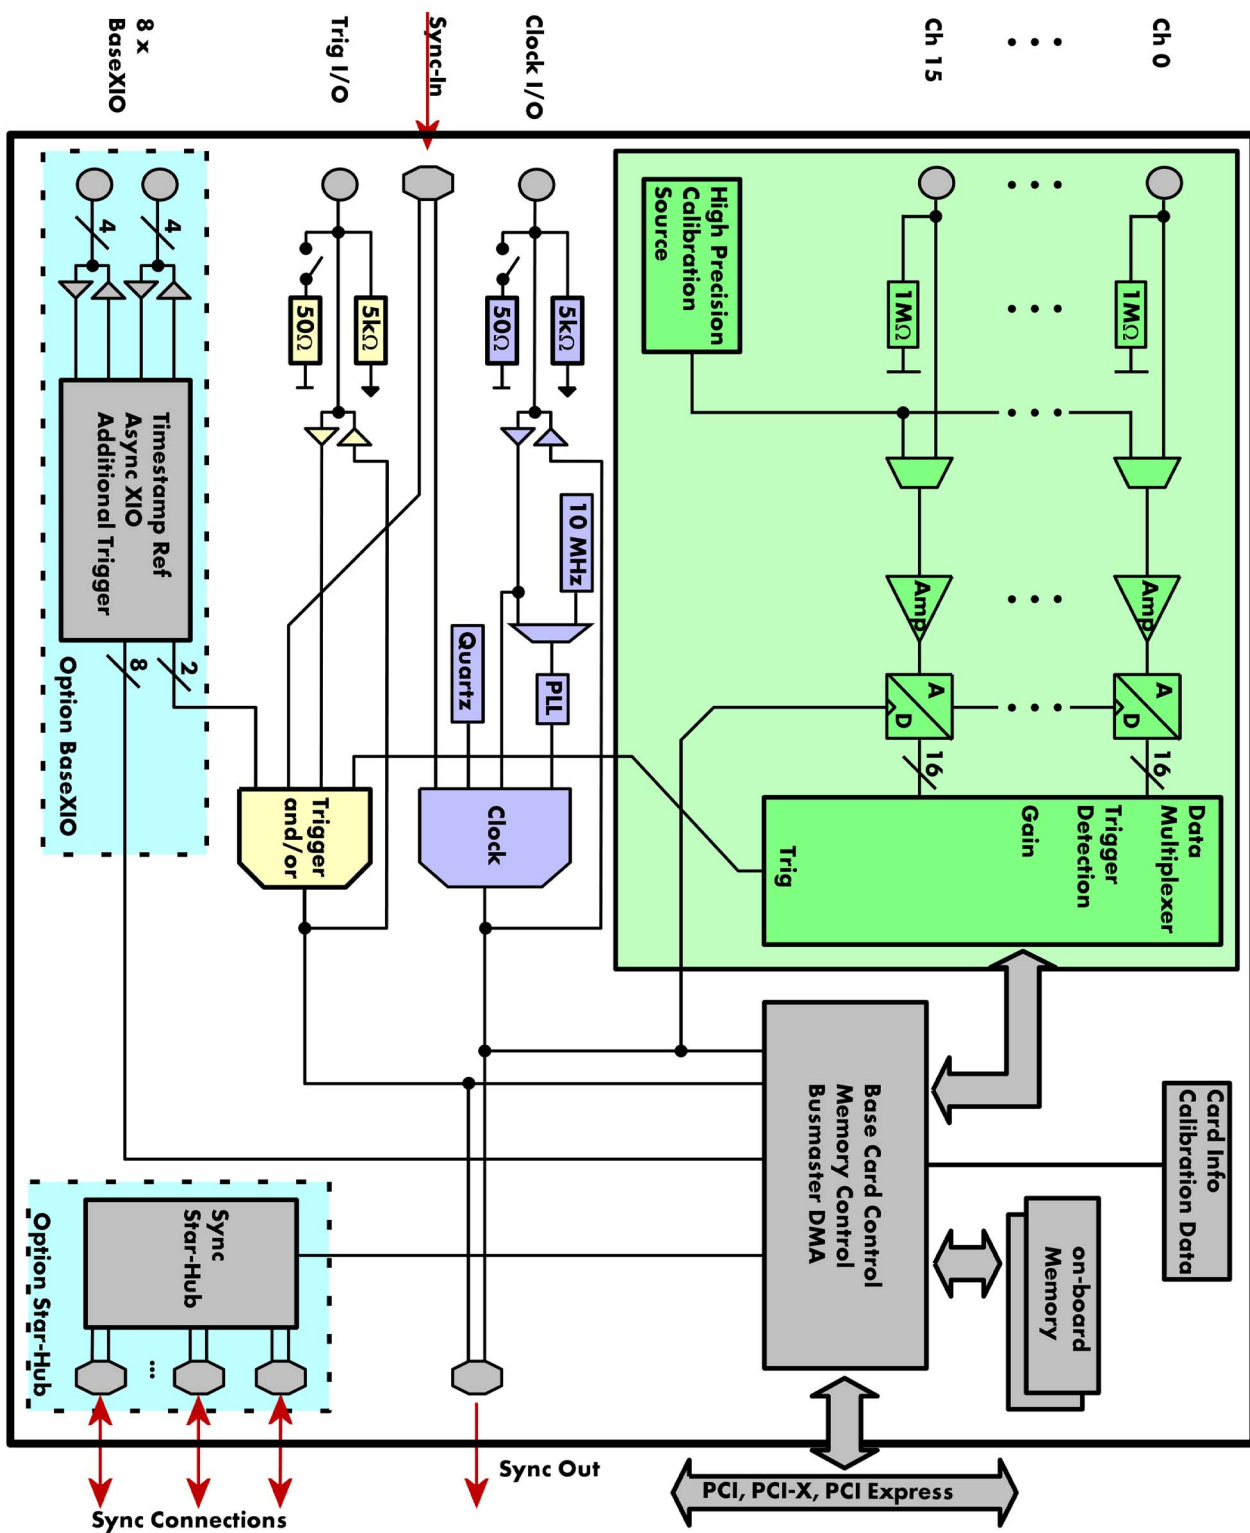 Ch 0
• • •
Ch 15
Clock I/O
Sync-In
Trig I/O
8 x
BaseXIO
High Precision
Calibration
Source
1MΩ
1MΩ
Amp
Amp
A
D
A
D
16
16
Data
Multiplexer
Trigger
Detection
Gain
Trig
5kΩ
50Ω
10 MHz
PLL
Quartz
Clock
5kΩ
50Ω
Trigger
and/or
4
4
Timestamp Ref
Async XIO
Additional Trigger
2
8
Option BaseXIO
Base Card Control
Memory Control
Busmaster DMA
Card Info
Calibration Data
on-board
Memory
Sync
Star-Hub
...
Option Star-Hub
Sync Out
PCI, PCI-X, PCI Express
Sync Connections